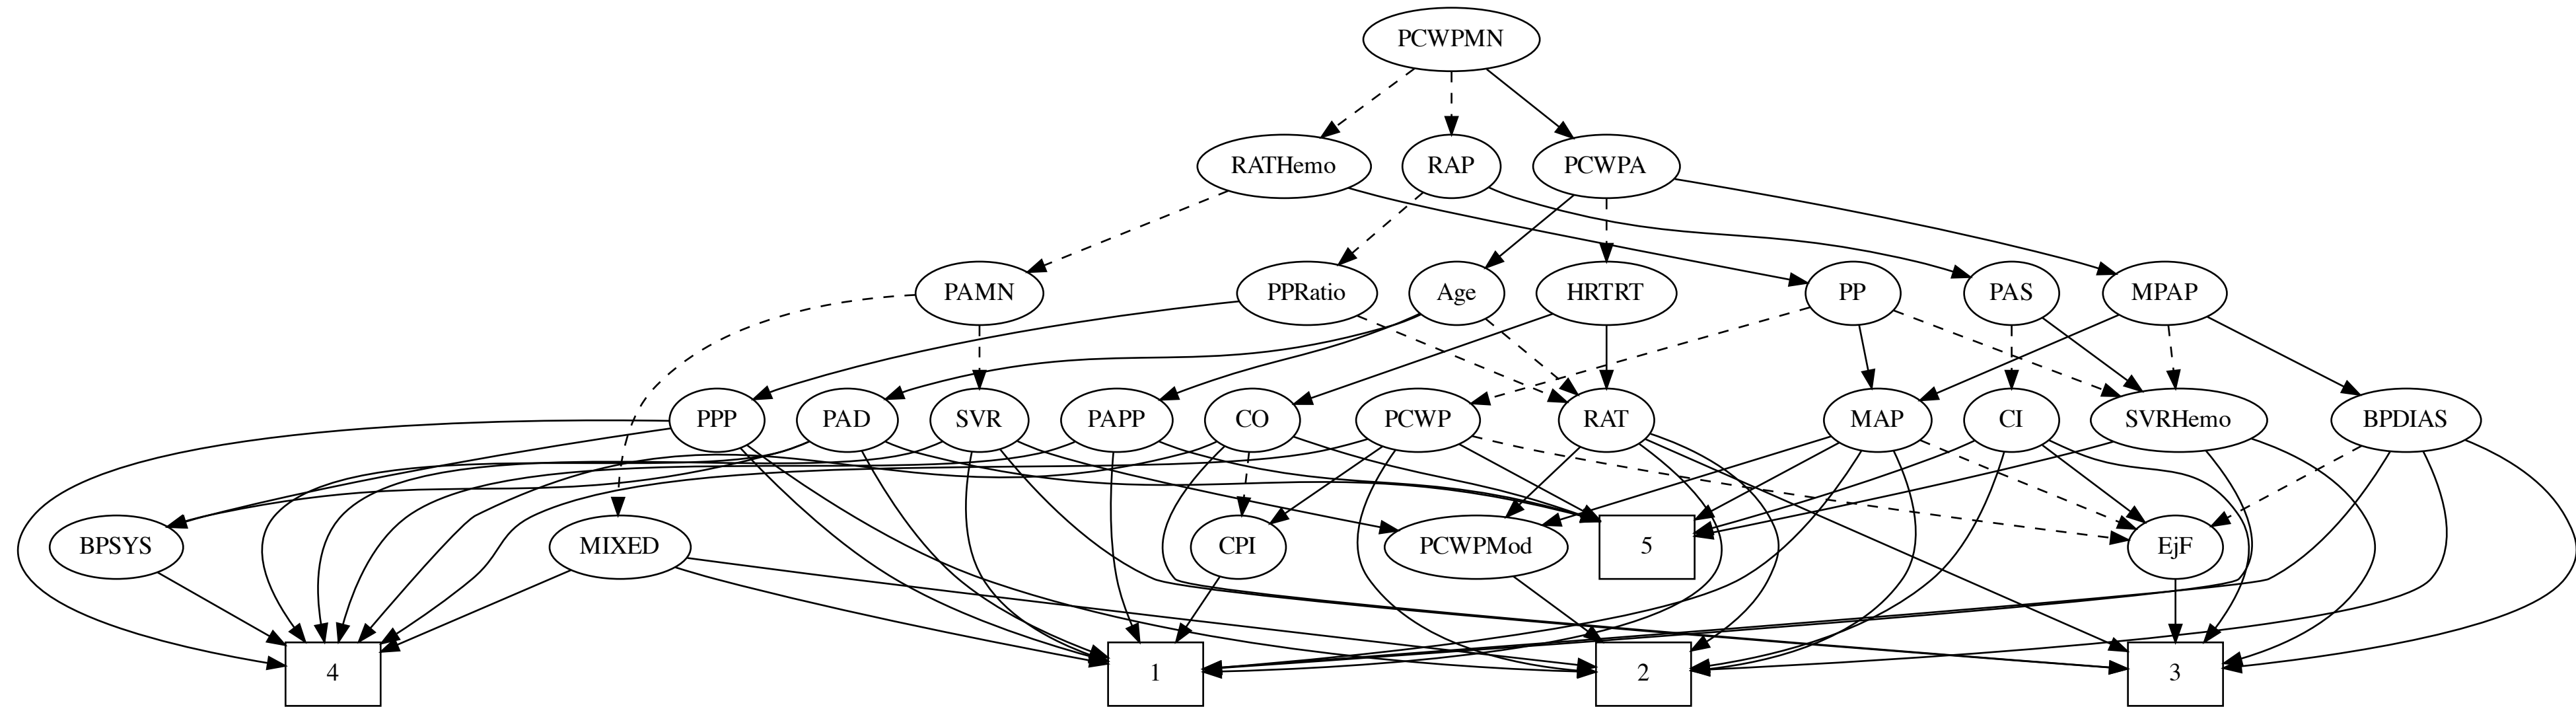 PCWPMN
RATHemo RAP PCWPA
PAMN PPRatio Age HRTRT PP PAS MPAP
PPP PAD SVR PAPP CO PCWP RAT MAP CI SVRHemo BPDIAS
BPSYS MIXED CPI PCWPMod 5 EjF
4 1 2 3